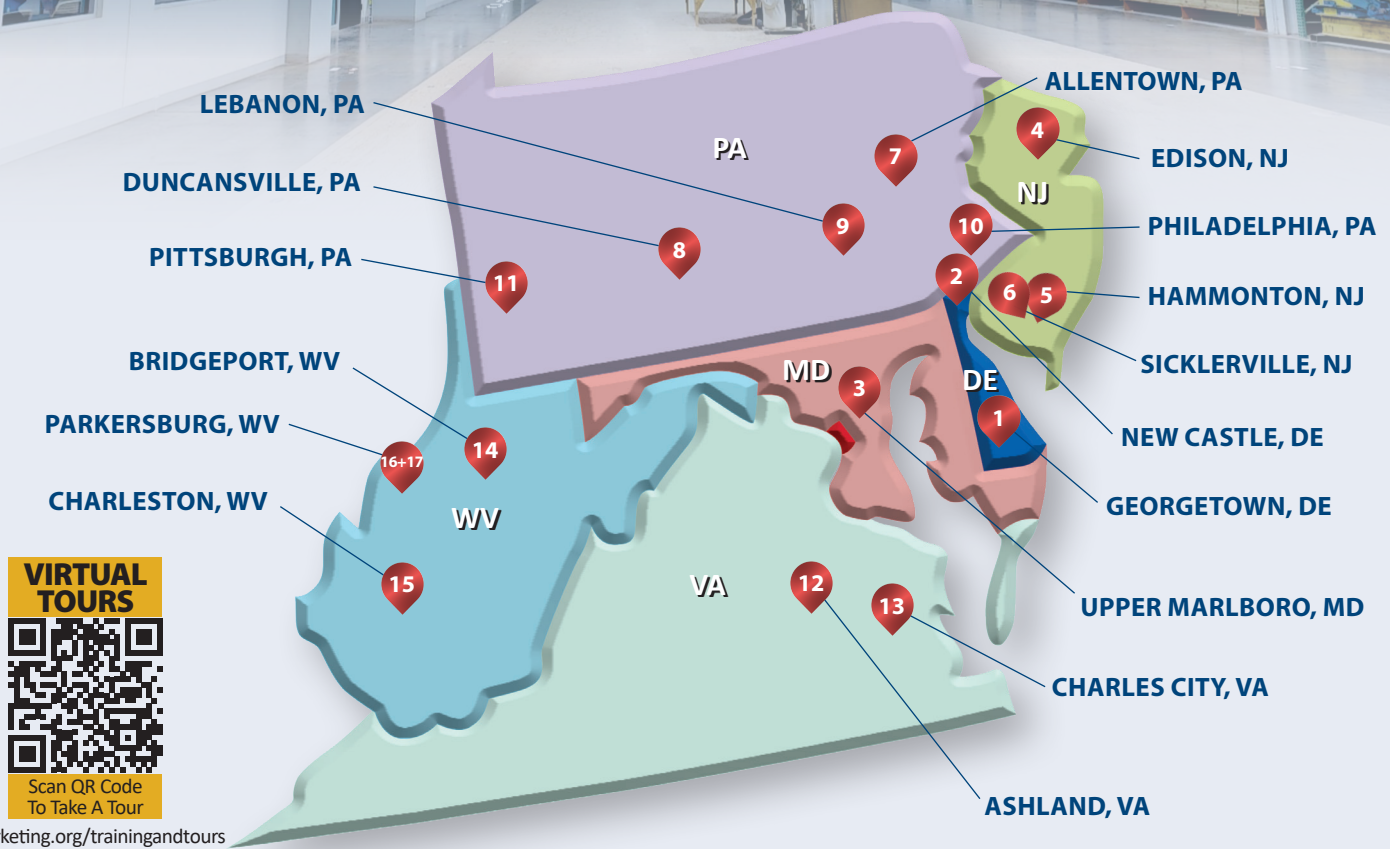 LEBANON, PA
DUNCANSVILLE, PA
PITTSBURGH, PA
BRIDGEPORT, WV
PARKERSBURG, WV
CHARLESTON, WV
ALLENTOWN, PA
EDISON, NJ
PHILADELPHIA, PA
HAMMONTON, NJ
SICKLERVILLE, NJ
NEW CASTLE, DE
GEORGETOWN, DE
UPPER MARLBORO, MD
CHARLES CITY, VA
ASHLAND, VA
PA
NJ
MD
DE
WV
VA
4
7
9
10
8
11
2
6
5
3
1
14
16+17
15
12
13
VIRTUAL
TOURS
Scan QR Code
To Take A Tour
keting.org/trainingandtours